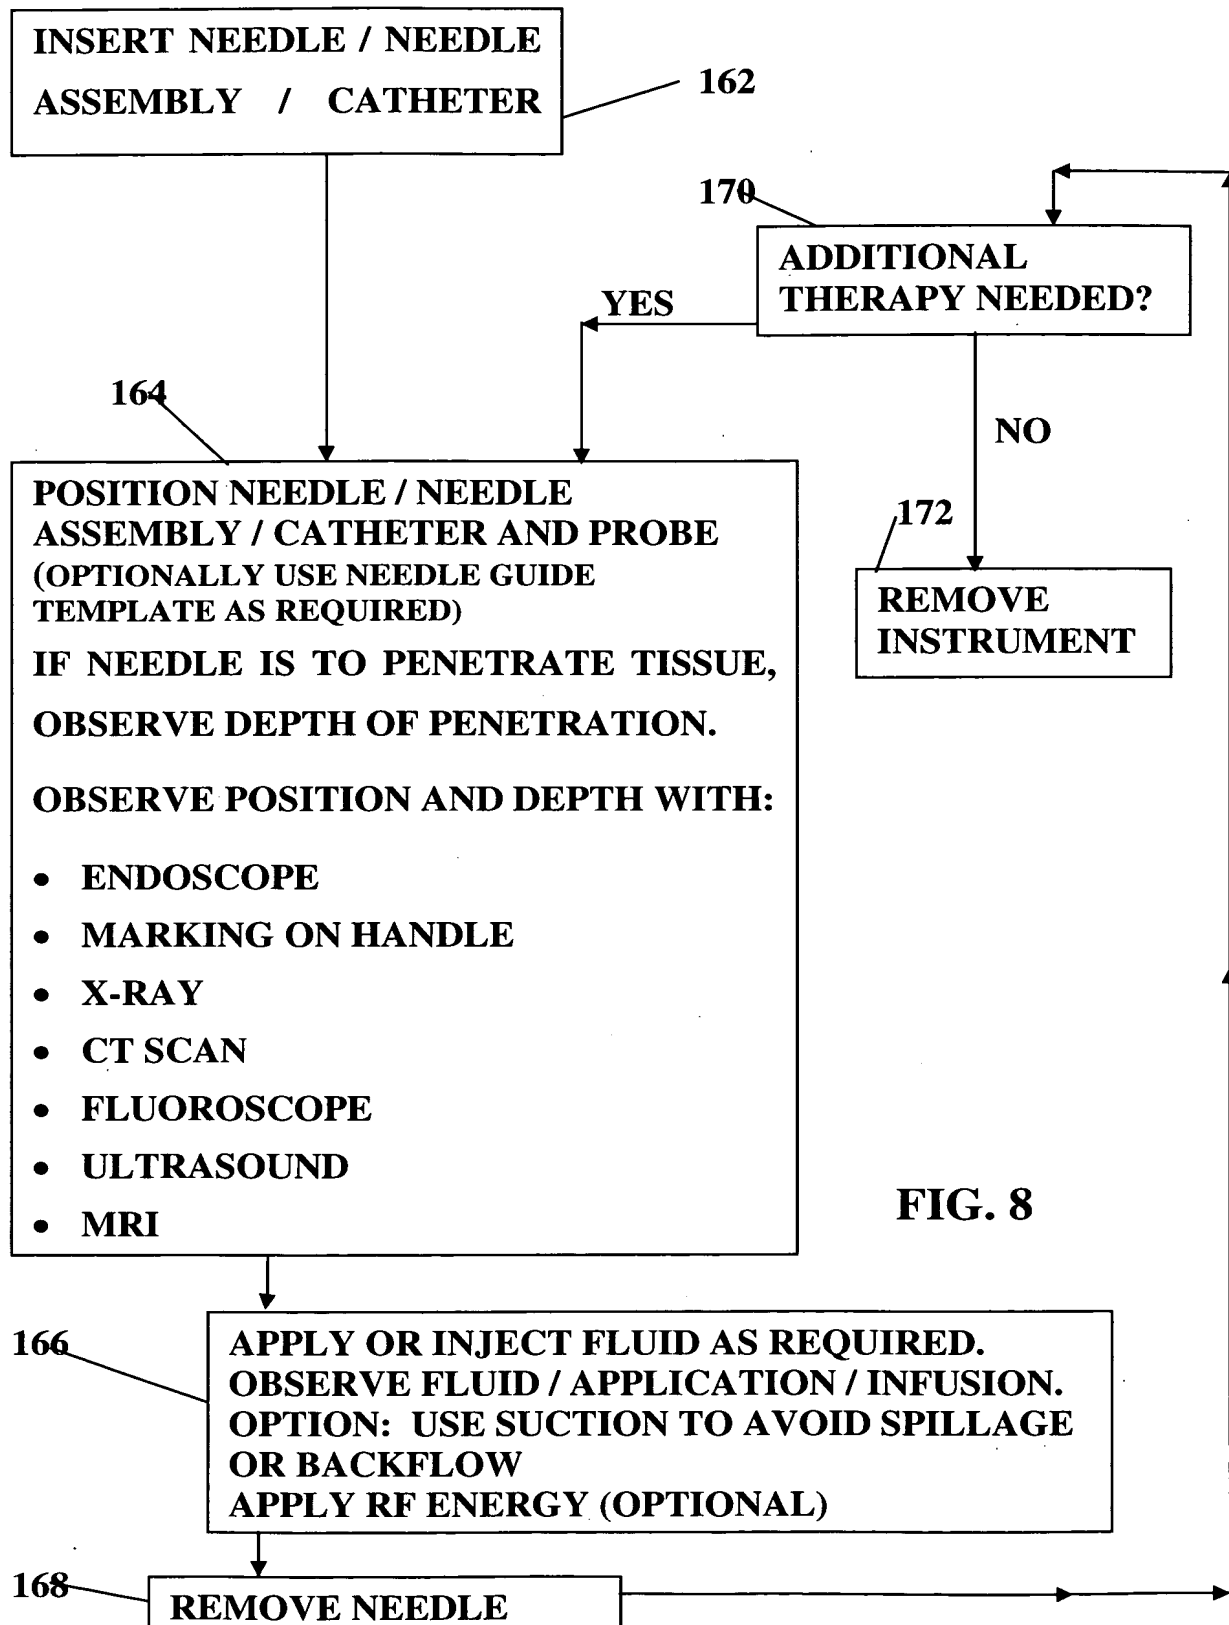 INSERT NEEDLE / NEEDLE
ASSEMBLY / CATHETER
162
170
ADDITIONAL
THERAPY NEEDED?
YES
NO
164
POSITION NEEDLE / NEEDLE
ASSEMBLY / CATHETER AND PROBE
(OPTIONALLY USE NEEDLE GUIDE
TEMPLATE AS REQUIRED)
IF NEEDLE IS TO PENETRATE TISSUE,
OBSERVE DEPTH OF PENETRATION.
OBSERVE POSITION AND DEPTH WITH:
• ENDOSCOPE
• MARKING ON HANDLE
• X-RAY
• CT SCAN
• FLUOROSCOPE
• ULTRASOUND
• MRI
172
REMOVE
INSTRUMENT
FIG. 8
166
APPLY OR INJECT FLUID AS REQUIRED.
OBSERVE FLUID / APPLICATION / INFUSION.
OPTION: USE SUCTION TO AVOID SPILLAGE
OR BACKFLOW
APPLY RF ENERGY (OPTIONAL)
168
REMOVE NEEDLE